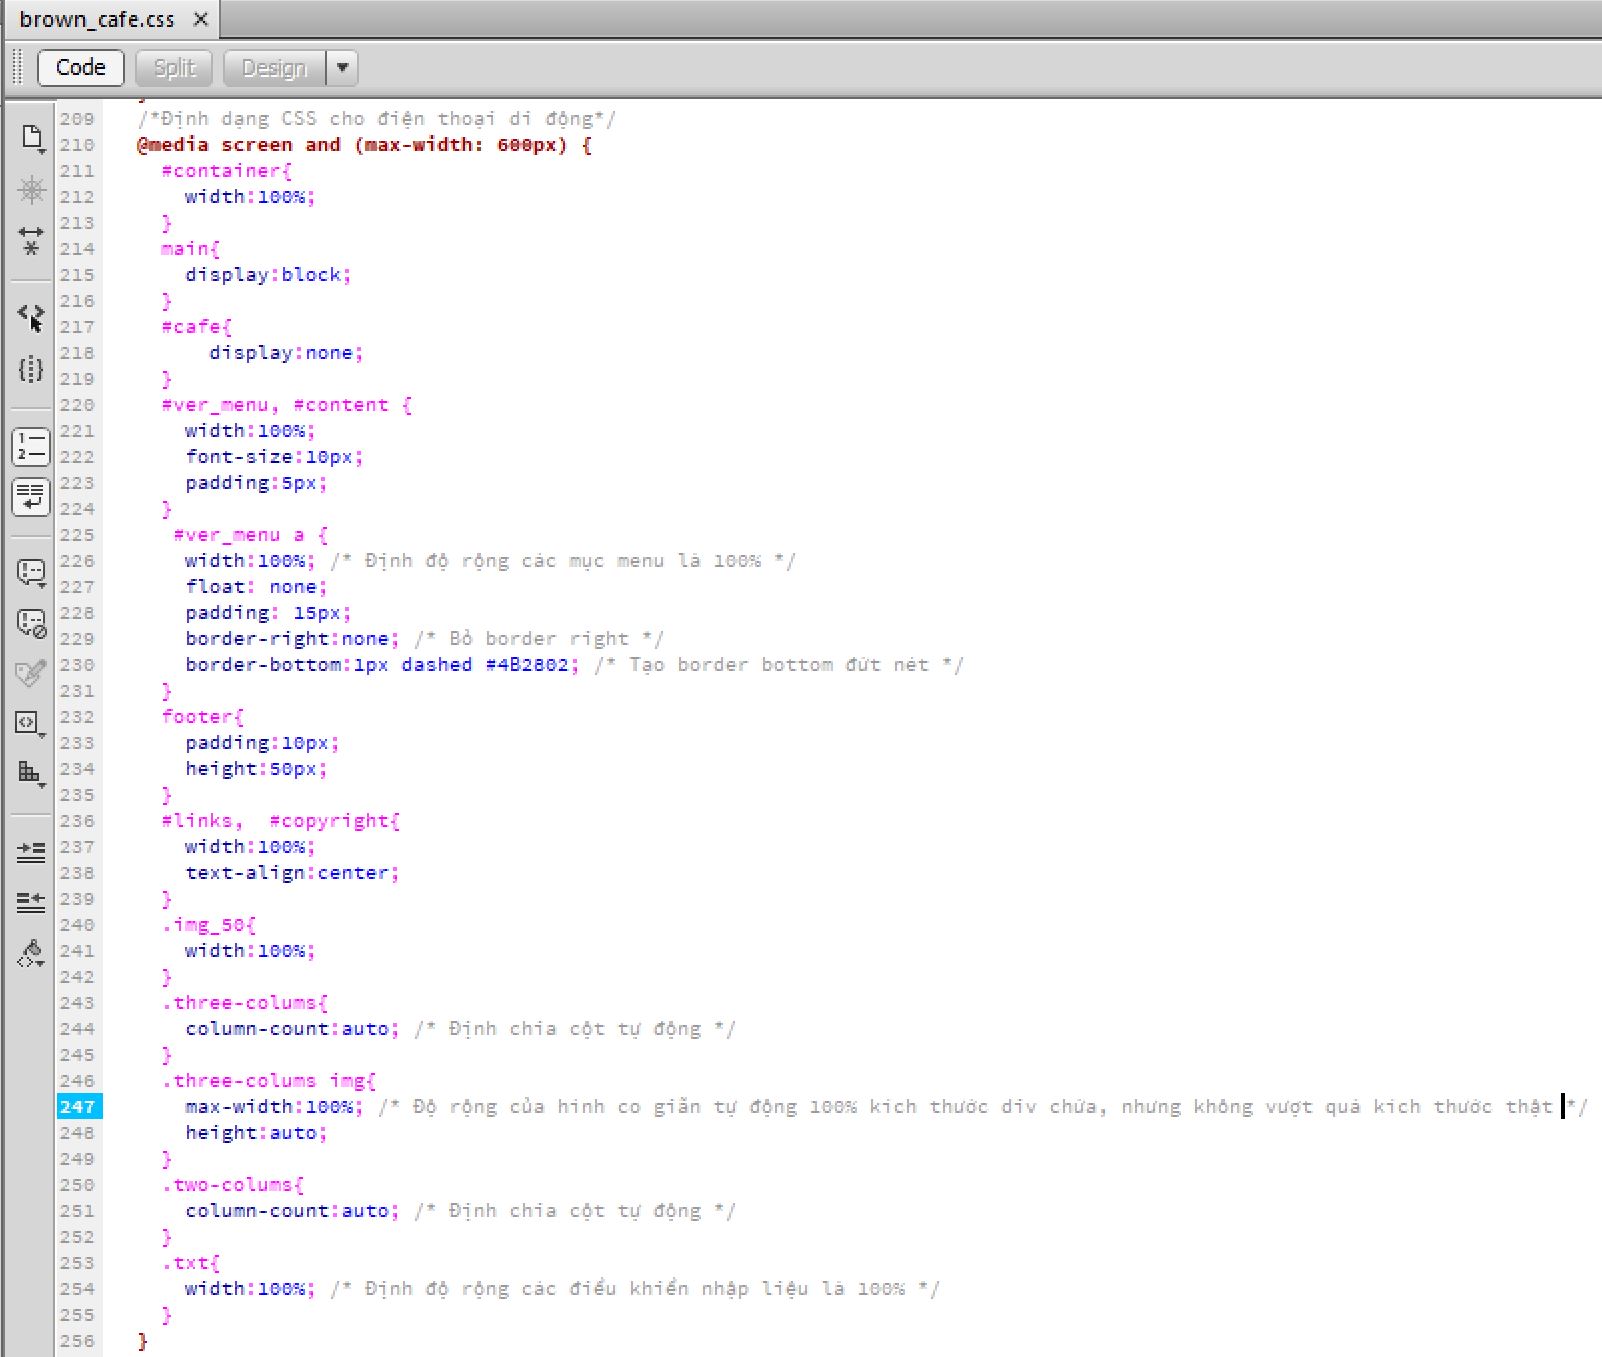 brown_cafe.css ×
Code Split Design
209 /*Định dạng CSS cho điện thoại di động*/
210 @media screen and (max-width: 600px) {
211 #container{
212 width:100%;
213 }
214 main{
215 display:block;
216 }
217 #cafe{
218 display:none;
219 }
220 #ver_menu, #content {
221 width:100%;
222 font-size:10px;
223 padding:5px;
224 }
225 #ver_menu a {
226 width:100%; /* Định độ rộng các mục menu là 100% */
227 float: none;
228 padding: 15px;
229 border-right:none; /* Bỏ border right */
230 border-bottom:1px dashed #4B2802; /* Tạo border bottom đứt nét */
231 }
232 footer{
233 padding:10px;
234 height:50px;
235 }
236 #links,  #copyright{
237 width:100%;
238 text-align:center;
239 }
240 .img_50{
241 width:100%;
242 }
243 .three-colums{
244 column-count:auto; /* Định chia cột tự động */
245 }
246 .three-colums img{
247 max-width:100%; /* Độ rộng của hình co giãn tự động 100% kích thước div chứa, nhưng không vượt quá kích thước thật */
248 height:auto;
249 }
250 .two-colums{
251 column-count:auto; /* Định chia cột tự động */
252 }
253 .txt{
254 width:100%; /* Định độ rộng các điều khiển nhập liệu là 100% */
255 }
256 }